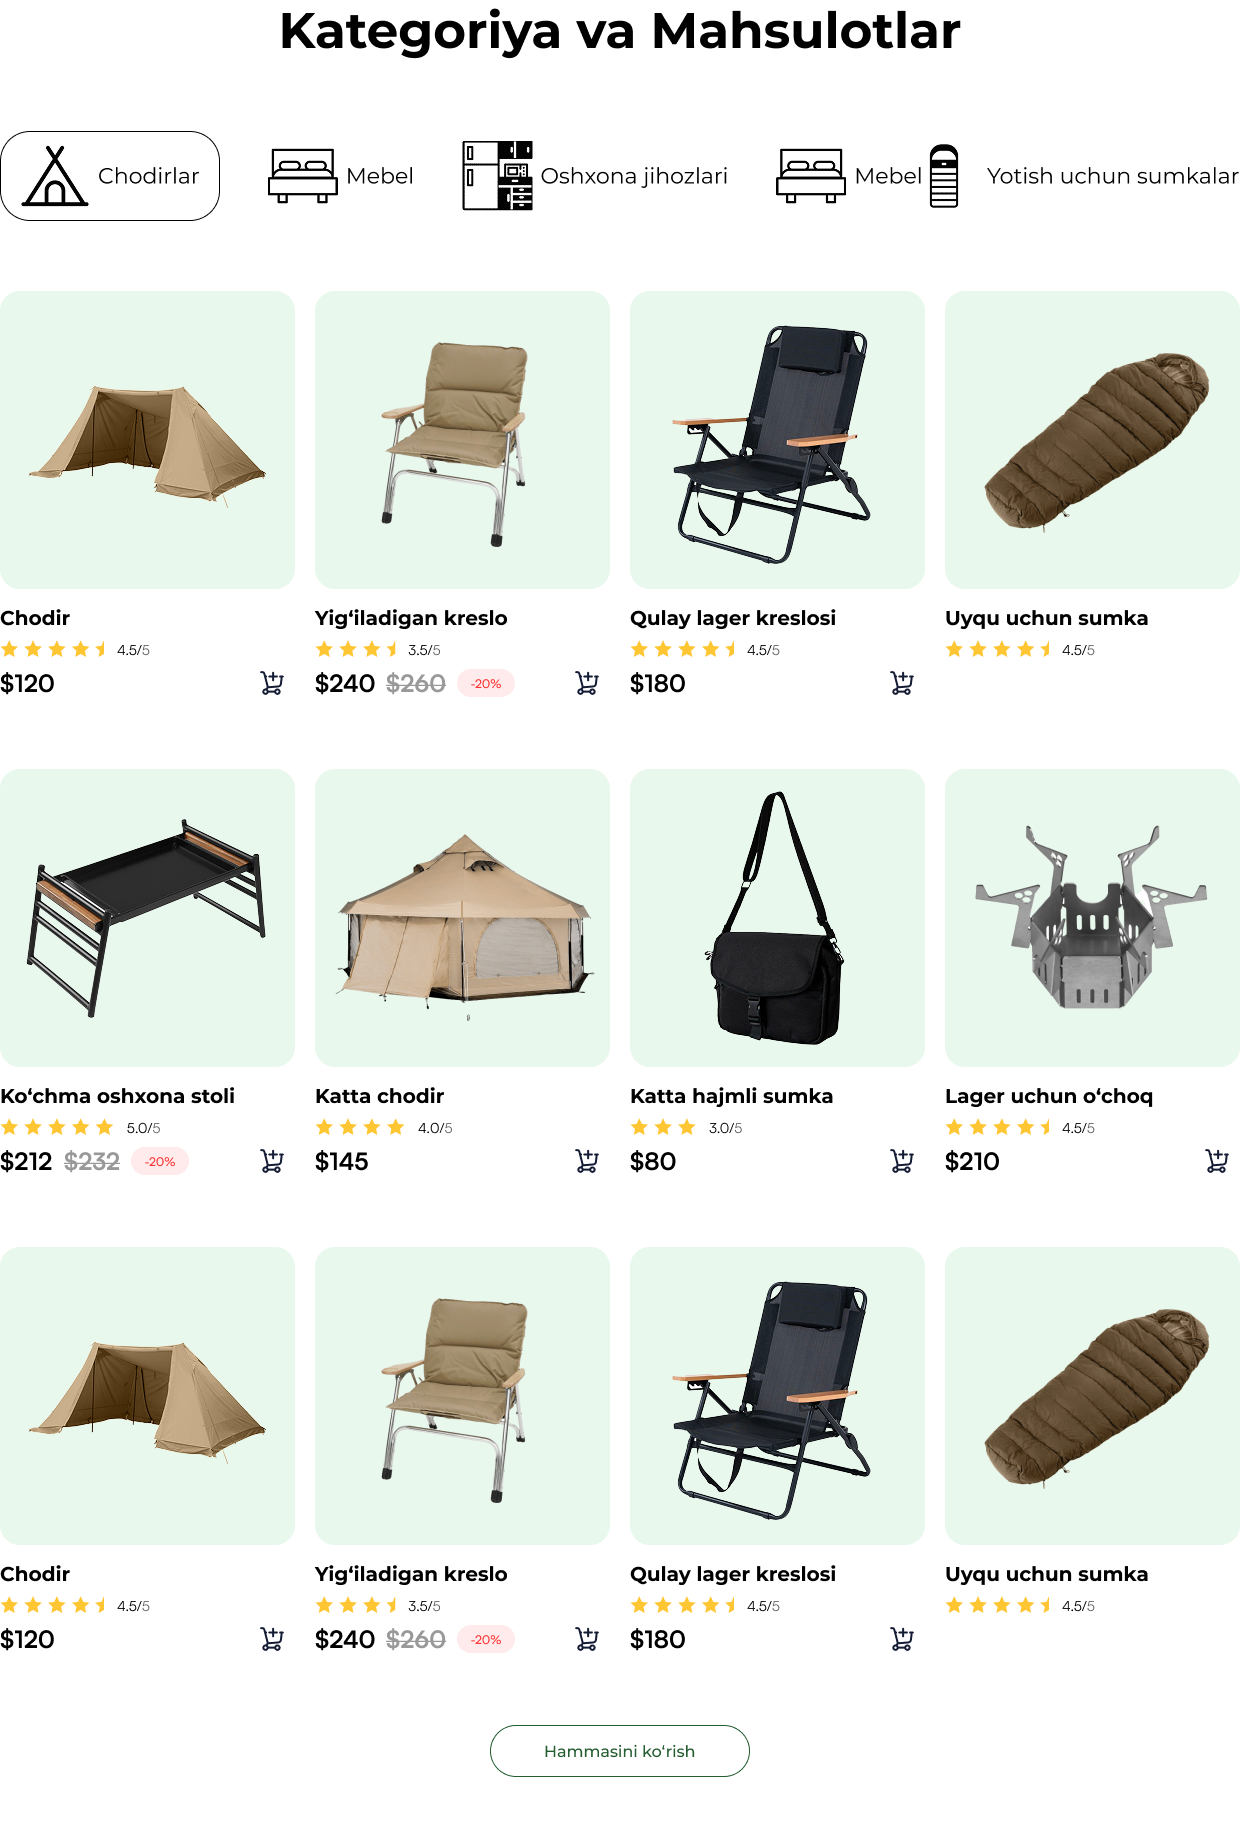 Kategoriya va Mahsulotlar
Chodirlar
Mebel
Oshxona jihozlari
Mebel
Yotish uchun sumkalar
Chodir
4.5/5
$120
Yig‘iladigan kreslo
3.5/5
$240 $260 -20%
Qulay lager kreslosi
4.5/5
$180
Uyqu uchun sumka
4.5/5
Ko‘chma oshxona stoli
5.0/5
$212 $232 -20%
Katta chodir
4.0/5
$145
Katta hajmli sumka
3.0/5
$80
Lager uchun o‘choq
4.5/5
$210
Chodir
4.5/5
$120
Yig‘iladigan kreslo
3.5/5
$240 $260 -20%
Qulay lager kreslosi
4.5/5
$180
Uyqu uchun sumka
4.5/5
Hammasini ko‘rish